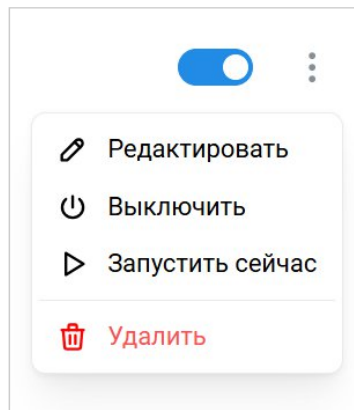 Редактировать
Выключить
Запустить сейчас
Удалить